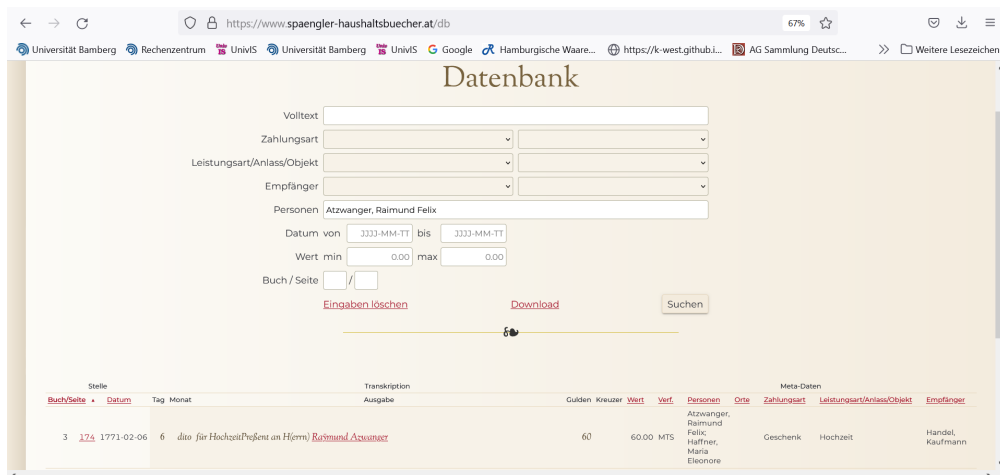 https://www.spaengler-haushaltsbuecher.at/db
67%
Universität Bamberg Rechenzentrum UnivIS Universität Bamberg UnivIS Google Hamburgische Waare... https://k-west.github.i... AG Sammlung Deutsc... Weitere Lesezeichen
Datenbank
Volltext
Zahlungsart
Leistungsart/Anlass/Objekt
Empfänger
Personen Atzwanger, Raimund Felix
Datum von JJJJ-MM-TT bis JJJJ-MM-TT
Wert min 0.00 max 0.00
Buch / Seite /
Eingaben löschen Download Suchen
Stelle Transkription Meta-Daten
Buch/Seite Datum Tag Monat Ausgabe Gulden Kreuzer Wert Verf. Personen Orte Zahlungsart Leistungsart/Anlass/Objekt Empfänger
3 174 1771-02-06 6 dito für HochzeitPreßent an H(errn) Raÿmund Azwanger 60 60.00 MTS Atzwanger, Raimund Felix; Haffner, Maria Eleonore Geschenk Hochzeit Handel, Kaufmann